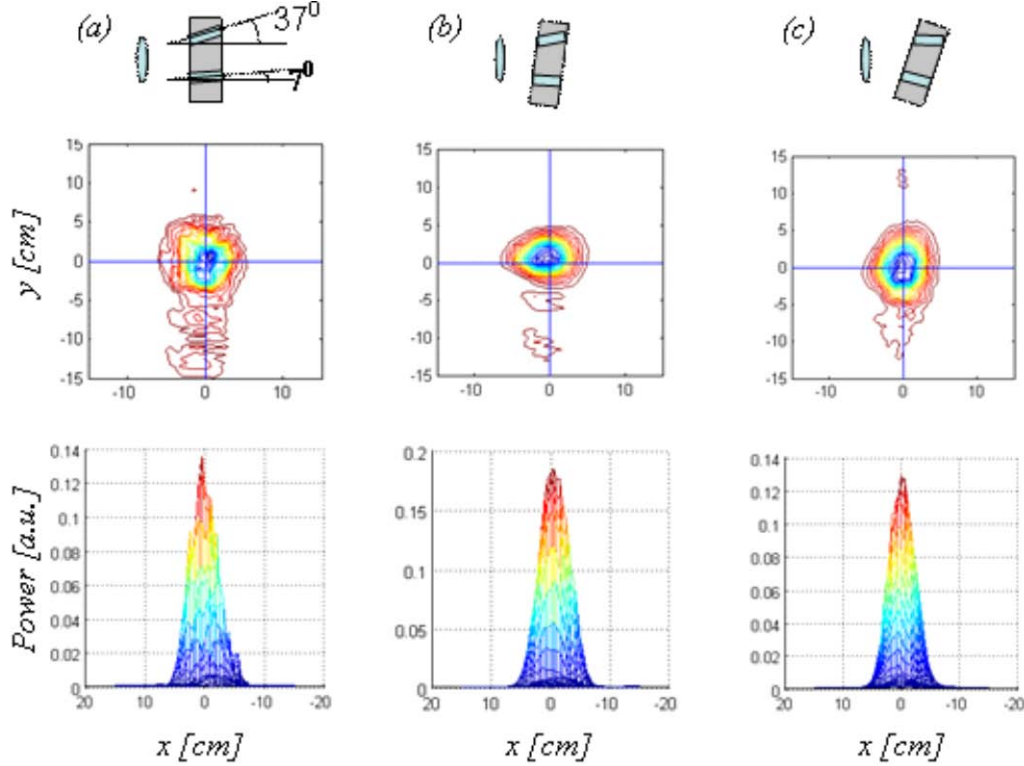 (a) 37⁰ (b) (c)
7⁰
15 15 15
10 10 10
5 5 5
y [cm] 0 0 0
-5 -5 -5
-10 -10 -10
-15 -15 -15
-10 0 10 -10 0 10 -10 0 10
0.14 0.2 0.14
0.12 0.12
0.15
0.1 0.1
Power [a.u.] 0.08 0.1 0.08
0.06 0.06
0.04 0.05 0.04
0.02 0.02
0 0 0
20 10 0 -10 -20 20 10 0 -10 -20 20 10 0 -10 -20
x [cm] x [cm] x [cm]